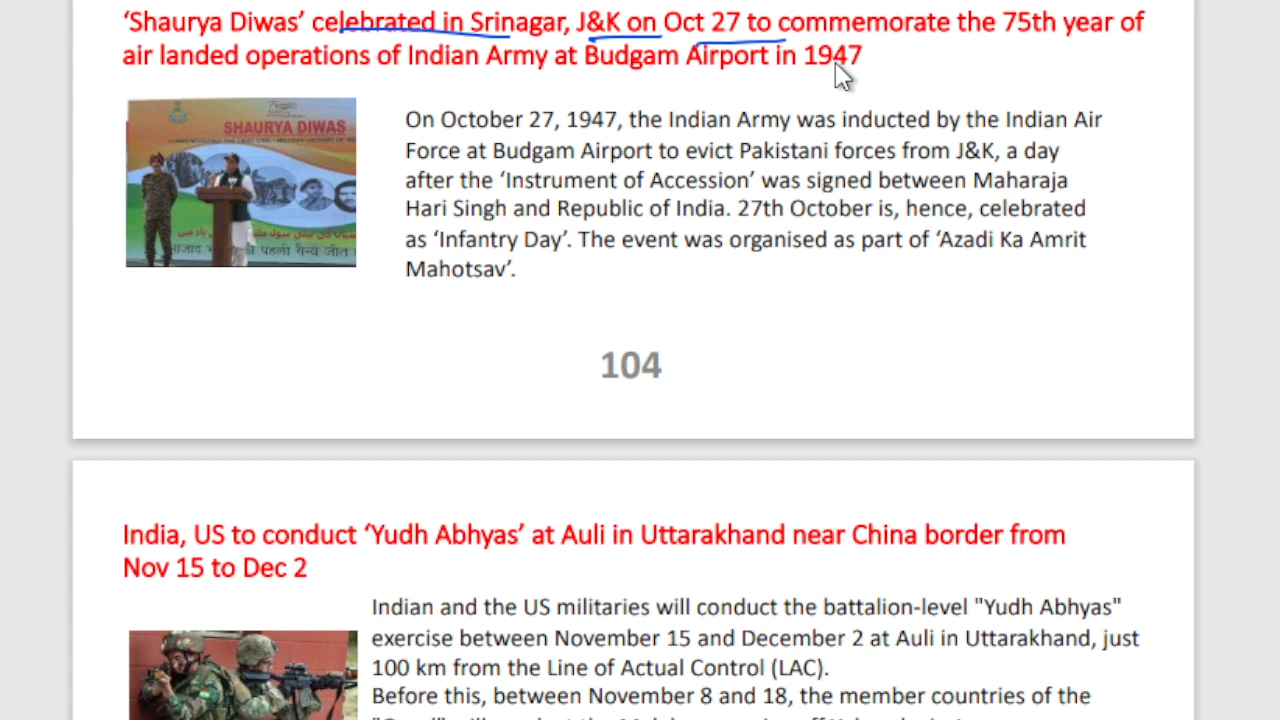 ‘Shaurya Diwas’ celebrated in Srinagar, J&K on Oct 27 to commemorate the 75th year of
air landed operations of Indian Army at Budgam Airport in 1947
SHAURYA DIWAS
On October 27, 1947, the Indian Army was inducted by the Indian Air
Force at Budgam Airport to evict Pakistani forces from J&K, a day
after the ‘Instrument of Accession’ was signed between Maharaja
Hari Singh and Republic of India. 27th October is, hence, celebrated
as ‘Infantry Day’. The event was organised as part of ‘Azadi Ka Amrit
Mahotsav’.
की पहली सैन्य जीत
104
India, US to conduct ‘Yudh Abhyas’ at Auli in Uttarakhand near China border from
Nov 15 to Dec 2
Indian and the US militaries will conduct the battalion-level "Yudh Abhyas"
exercise between November 15 and December 2 at Auli in Uttarakhand, just
100 km from the Line of Actual Control (LAC).
Before this, between November 8 and 18, the member countries of the